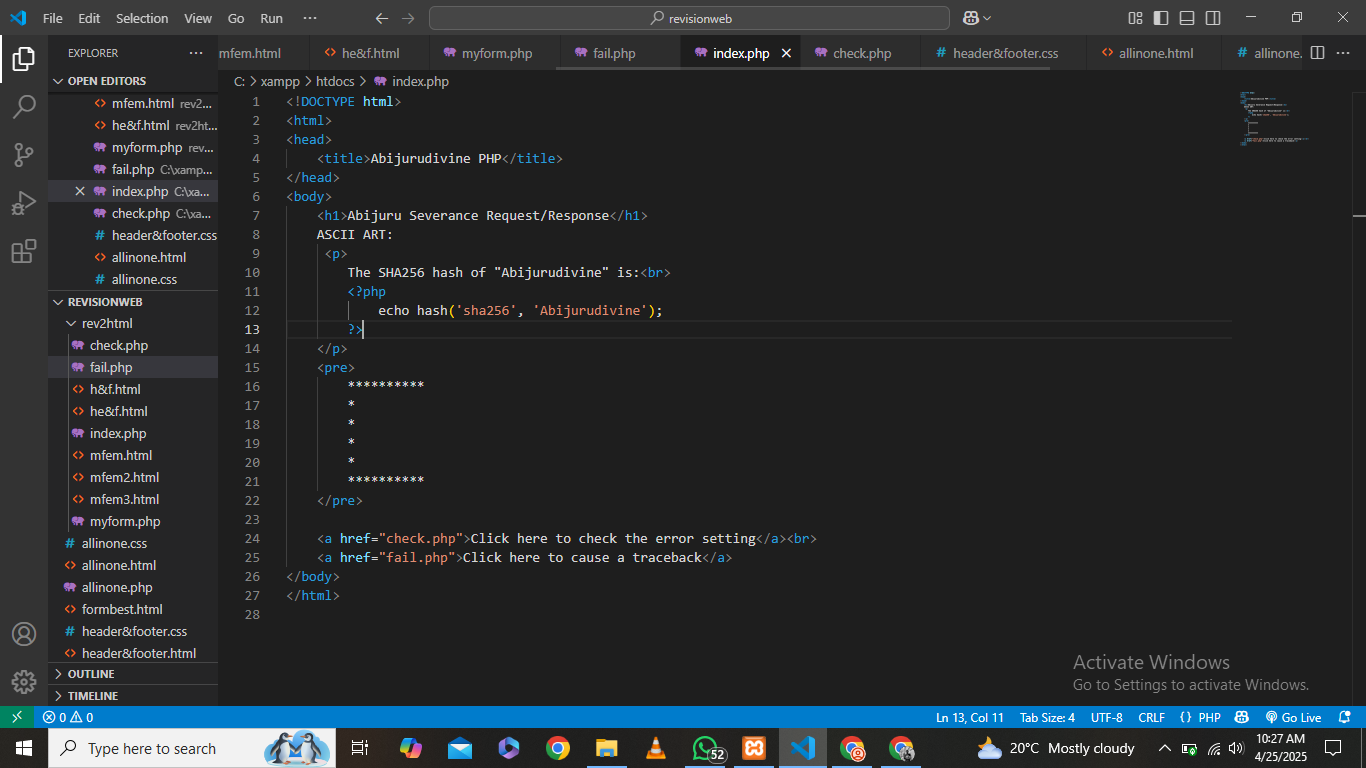 File Edit Selection View Go Run ··· revisionweb
EXPLORER ···
OPEN EDITORS
mfem.html rev2...
he&f.html rev2ht...
myform.php rev...
fail.php C:\xamp...
index.php C:\xa...
check.php C:\xa...
header&footer.css
allinone.html
allinone.css
REVISIONWEB
rev2html
check.php
fail.php
h&f.html
he&f.html
index.php
mfem.html
mfem2.html
mfem3.html
myform.php
allinone.css
allinone.html
allinone.php
formbest.html
header&footer.css
header&footer.html
OUTLINE
TIMELINE
mfem.html he&f.html myform.php fail.php index.php check.php header&footer.css allinone.html allinone. ···
C: > xampp > htdocs > index.php
1 <!DOCTYPE html>
2 <html>
3 <head>
4 <title>Abijurudivine PHP</title>
5 </head>
6 <body>
7 <h1>Abijuru Severance Request/Response</h1>
8 ASCII ART:
9 <p>
10 The SHA256 hash of "Abijurudivine" is:<br>
11 <?php
12 echo hash('sha256', 'Abijurudivine');
13 ?>
14 </p>
15 <pre>
16 **********
17 *
18 *
19 *
20 *
21 **********
22 </pre>
23
24 <a href="check.php">Click here to check the error setting</a><br>
25 <a href="fail.php">Click here to cause a traceback</a>
26 </body>
27 </html>
28
Activate Windows
Go to Settings to activate Windows.
0 0 Ln 13, Col 11 Tab Size: 4 UTF-8 CRLF {} PHP Go Live
Type here to search 52 20°C Mostly cloudy 10:27 AM
4/25/2025